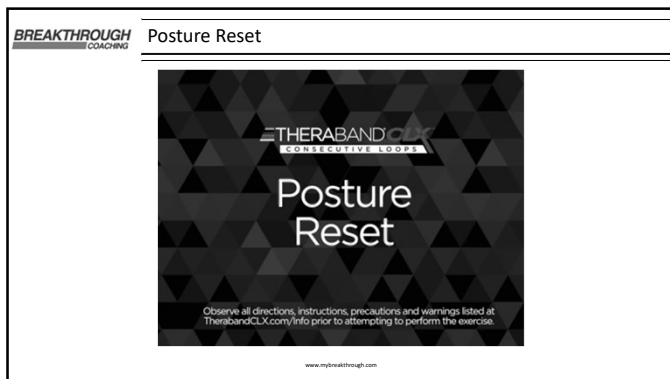 BREAKTHROUGH
COACHING
Posture Reset
THERABAND CLX
CONSECUTIVE LOOPS
Posture
Reset
Observe all directions, instructions, precautions and warnings listed at
TherabandCLX.com/Info prior to attempting to perform the exercise.
www.mybreakthrough.com